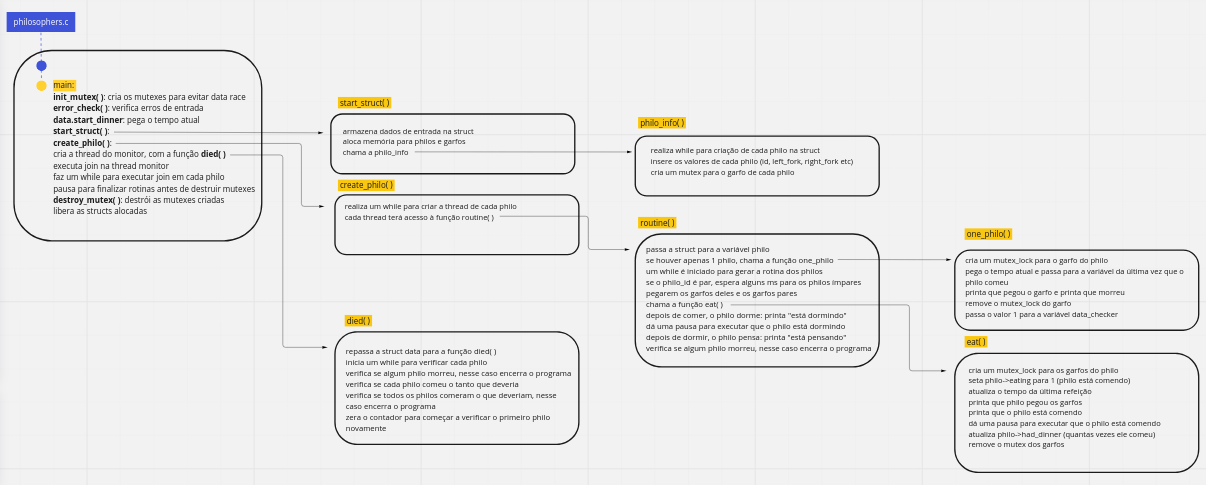 philosophers.c
main:
init_mutex( ): cria os mutexes para evitar data race
error_check( ): verifica erros de entrada
data.start_dinner: pega o tempo atual
start_struct( ):
create_philo( ):
cria a thread do monitor, com a função died( )
executa join na thread monitor
faz um while para executar join em cada philo
pausa para finalizar rotinas antes de destruir mutexes
destroy_mutex( ): destrói as mutexes criadas
libera as structs alocadas
start_struct( )
armazena dados de entrada na struct
aloca memória para philos e garfos
chama a philo_info
philo_info( )
realiza while para criação de cada philo na struct
insere os valores de cada philo (id, left_fork, right_fork etc)
cria um mutex para o garfo de cada philo
create_philo( )
realiza um while para criar a thread de cada philo
cada thread terá acesso à função routine( )
routine( )
passa a struct para a variável philo
se houver apenas 1 philo, chama a função one_philo
um while é iniciado para gerar a rotina dos philos
se o philo_id é par, espera alguns ms para os philos ímpares
pegarem os garfos deles e os garfos pares
chama a função eat( )
depois de comer, o philo dorme: printa "está dormindo"
dá uma pausa para executar que o philo está dormindo
depois de dormir, o philo pensa: printa "está pensando"
verifica se algum philo morreu, nesse caso encerra o programa
one_philo( )
cria um mutex_lock para o garfo do philo
pega o tempo atual e passa para a variável da última vez que o
philo comeu
printa que pegou o garfo e printa que morreu
remove o mutex_lock do garfo
passa o valor 1 para a variável data_checker
eat( )
cria um mutex_lock para os garfos do philo
seta philo->eating para 1 (philo está comendo)
atualiza o tempo da última refeição
printa que philo pegou os garfos
printa que o philo está comendo
dá uma pausa para executar que o philo está comendo
atualiza philo->had_dinner (quantas vezes ele comeu)
remove o mutex dos garfos
died( )
repassa a struct data para a função died( )
inicia um while para verificar cada philo
verifica se algum philo morreu, nesse caso encerra o programa
verifica se cada philo comeu o tanto que deveria
verifica se todos os philos comeram o que deveriam, nesse
caso encerra o programa
zera o contador para começar a verificar o primeiro philo
novamente